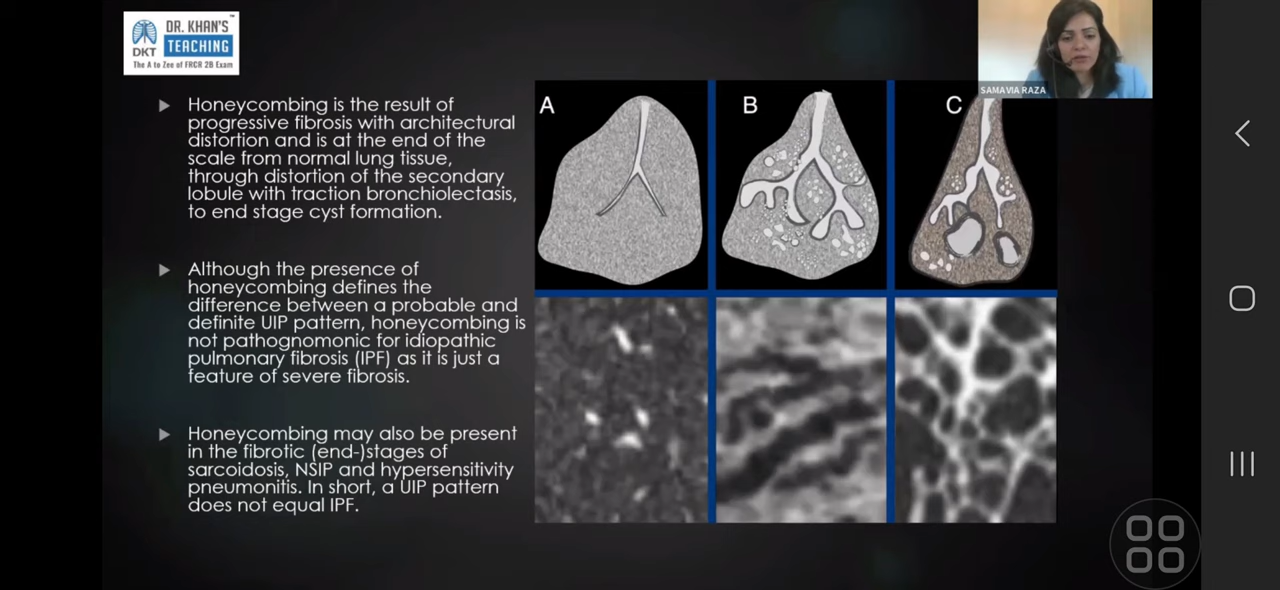 DR. KHAN'S
TM
DKT
TEACHING
The A to Zee of FRCR 2B Exam
SAMAVIA RAZA
Honeycombing is the result of
progressive fibrosis with architectural
distortion and is at the end of the
scale from normal lung tissue,
through distortion of the secondary
lobule with traction bronchiolectasis,
to end stage cyst formation.
Although the presence of
honeycombing defines the
difference between a probable and
definite UIP pattern, honeycombing is
not pathognomonic for idiopathic
pulmonary fibrosis (IPF) as it is just a
feature of severe fibrosis.
Honeycombing may also be present
in the fibrotic (end-)stages of
sarcoidosis, NSIP and hypersensitivity
pneumonitis. In short, a UIP pattern
does not equal IPF.
A
B
C